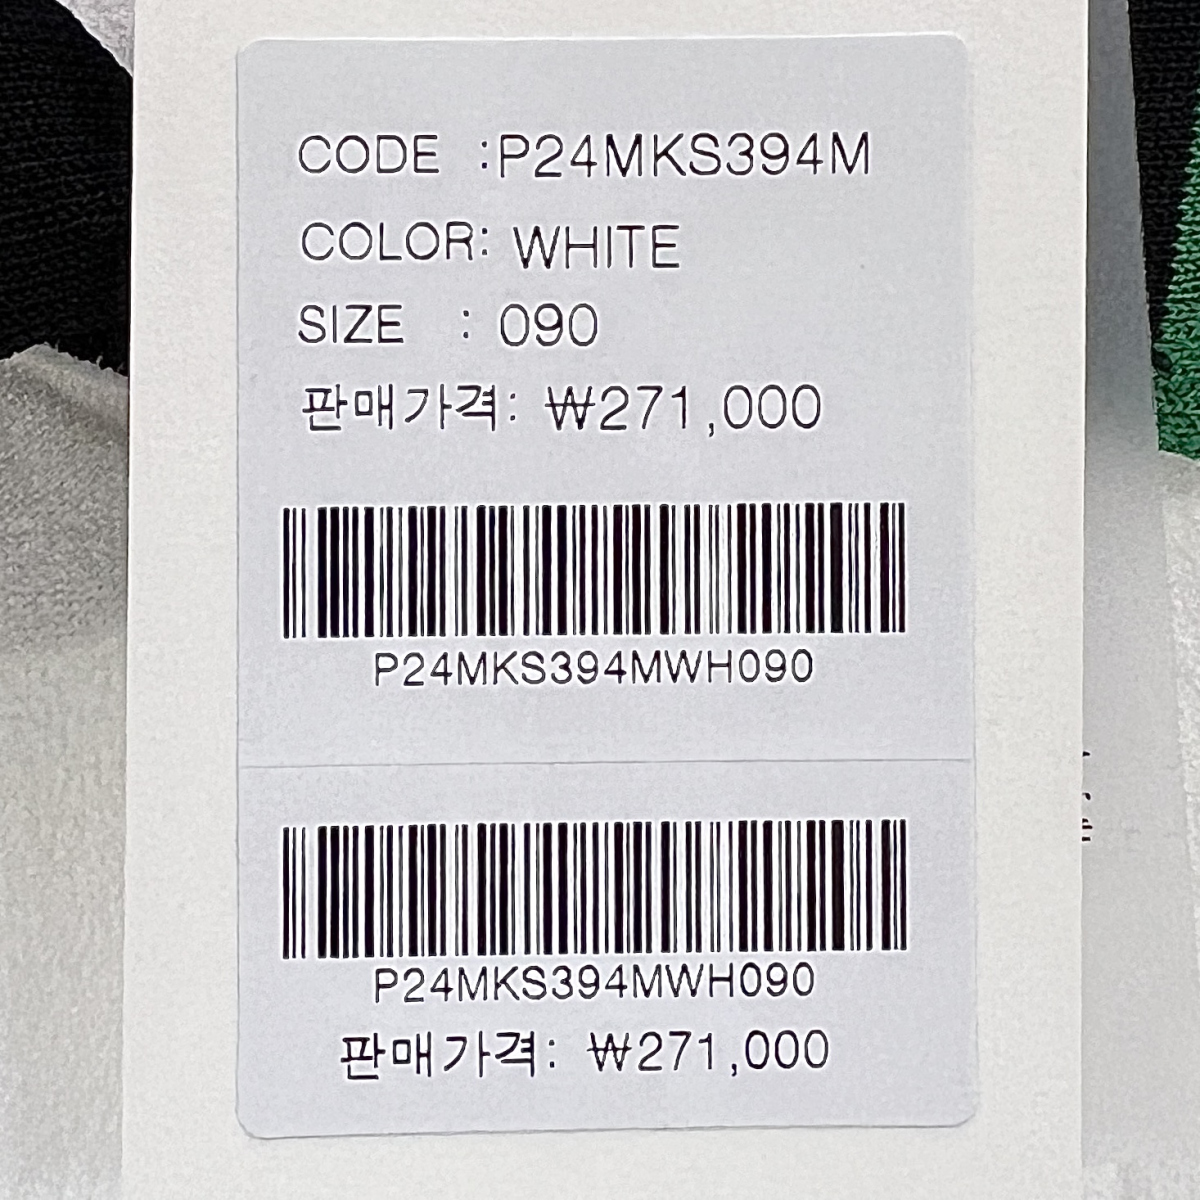 CODE :P24MKS394M
COLOR: WHITE
SIZE : 090
판매가격: ₩271,000
P24MKS394MWH090
P24MKS394MWH090
판매가격: ₩271,000